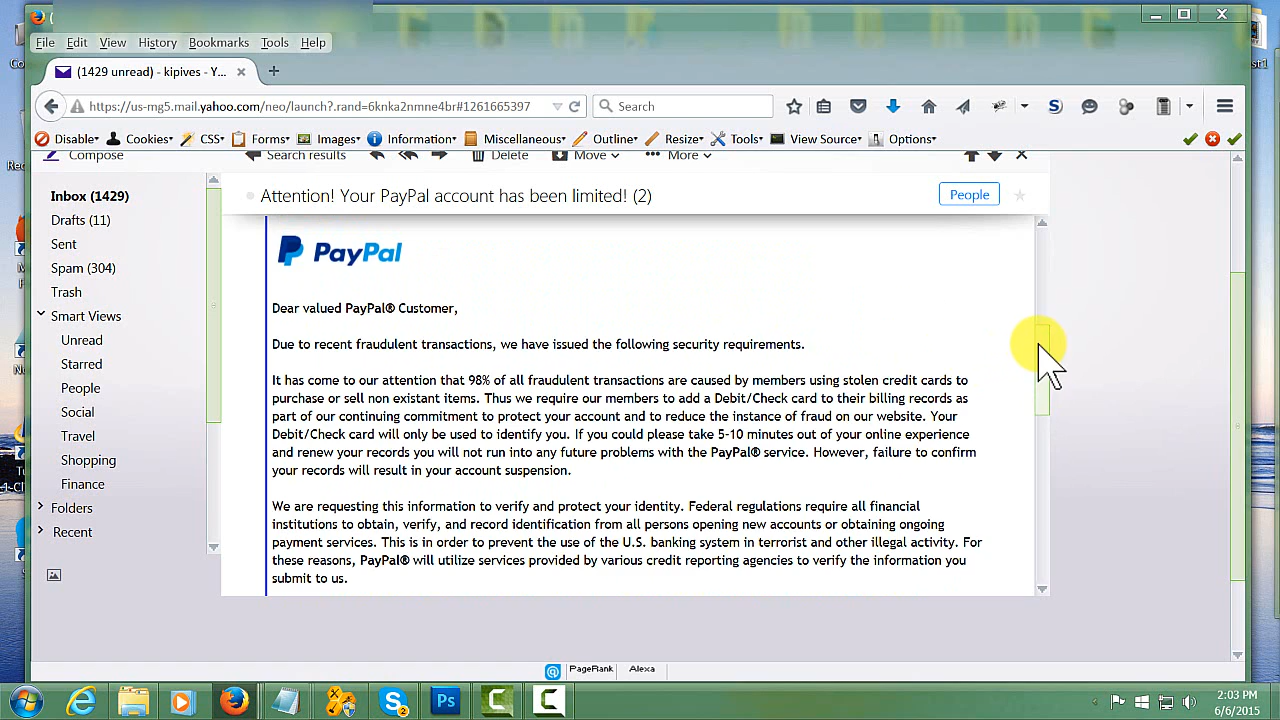 File Edit View History Bookmarks Tools Help
(1429 unread) - kipives - Y...
https://us-mg5.mail.yahoo.com/neo/launch?.rand=6knka2nmne4br#1261665397
Search
Disable Cookies CSS Forms Images Information Miscellaneous Outline Resize Tools View Source Options
Compose
Search results
Delete Move More
Inbox (1429)
Drafts (11)
Sent
Spam (304)
Trash
Smart Views
Unread
Starred
People
Social
Travel
Shopping
Finance
Folders
Recent
Attention! Your PayPal account has been limited! (2)
People
PayPal
Dear valued PayPal® Customer,
Due to recent fraudulent transactions, we have issued the following security requirements.
It has come to our attention that 98% of all fraudulent transactions are caused by members using stolen credit cards to
purchase or sell non existant items. Thus we require our members to add a Debit/Check card to their billing records as
part of our continuing commitment to protect your account and to reduce the instance of fraud on our website. Your
Debit/Check card will only be used to identify you. If you could please take 5-10 minutes out of your online experience
and renew your records you will not run into any future problems with the PayPal® service. However, failure to confirm
your records will result in your account suspension.
We are requesting this information to verify and protect your identity. Federal regulations require all financial
institutions to obtain, verify, and record identification from all persons opening new accounts or obtaining ongoing
payment services. This is in order to prevent the use of the U.S. banking system in terrorist and other illegal activity. For
these reasons, PayPal® will utilize services provided by various credit reporting agencies to verify the information you
submit to us.
PageRank Alexa
Ps
2:03 PM
6/6/2015